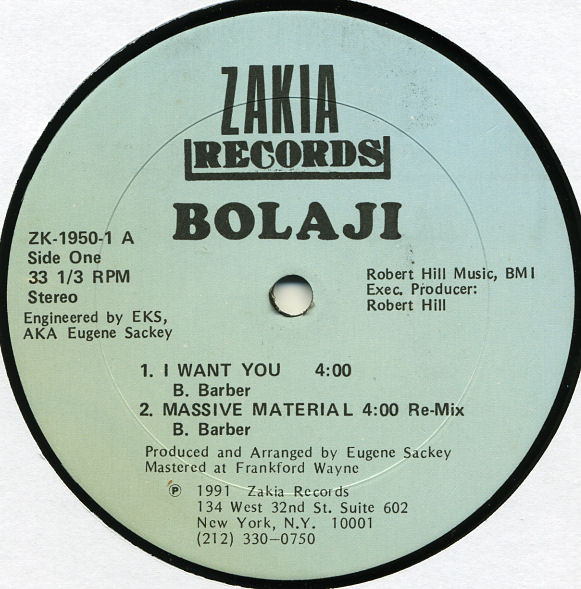 ZAKIA
RECORDS
BOLAJI
ZK-1950-1 A
Side One
33 1/3 RPM
Stereo
Engineered by EKS,
AKA Eugene Sackey
Robert Hill Music, BMI
Exec. Producer:
Robert Hill
1. I WANT YOU 4:00
B. Barber
2. MASSIVE MATERIAL 4:00 Re-Mix
B. Barber
Produced and Arranged by Eugene Sackey
Mastered at Frankford Wayne
℗ 1991 Zakia Records
134 West 32nd St. Suite 602
New York, N.Y. 10001
(212) 330-0750